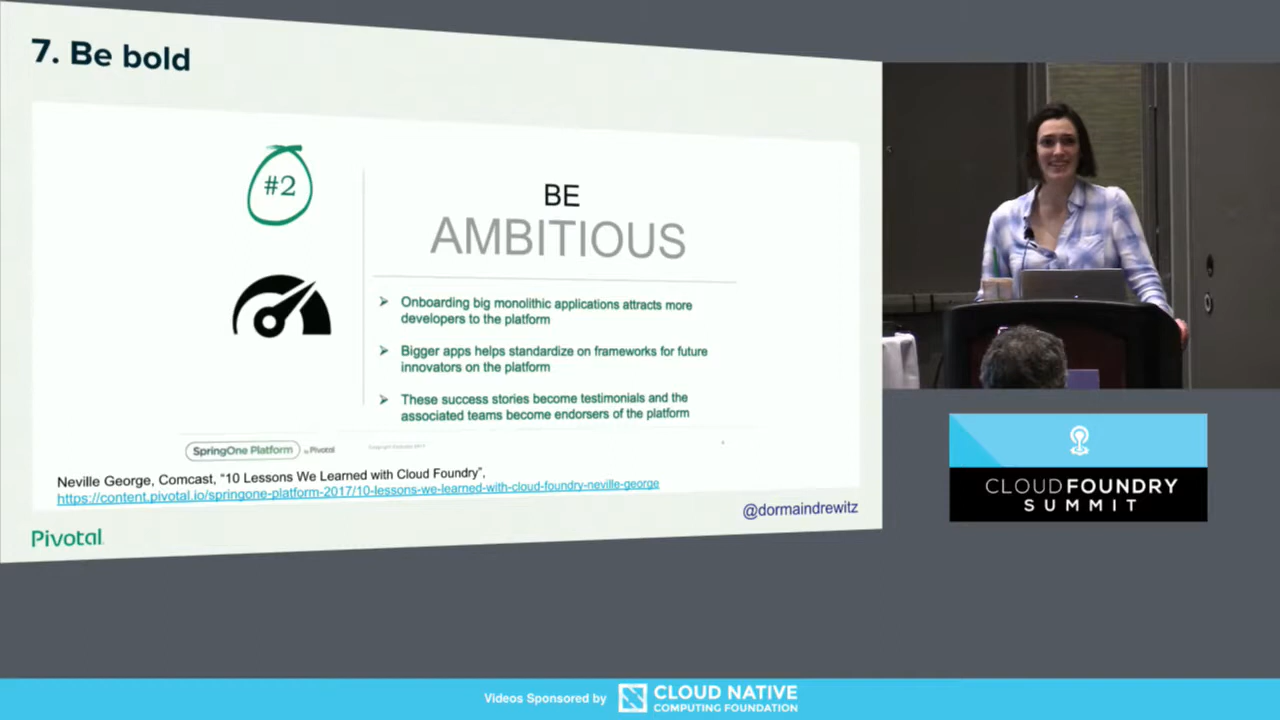 7. Be bold
#2
BE
AMBITIOUS
➤ Onboarding big monolithic applications attracts more
developers to the platform
➤ Bigger apps helps standardize on frameworks for future
innovators on the platform
➤ These success stories become testimonials and the
associated teams become endorsers of the platform
SpringOne Platform by Pivotal
Neville George, Comcast, “10 Lessons We Learned with Cloud Foundry”,
https://content.pivotal.io/springone-platform-2017/10-lessons-we-learned-with-cloud-foundry-neville-george
@dormaindrewitz
Pivotal
CLOUD FOUNDRY
SUMMIT
Videos Sponsored by
CLOUD NATIVE
COMPUTING FOUNDATION